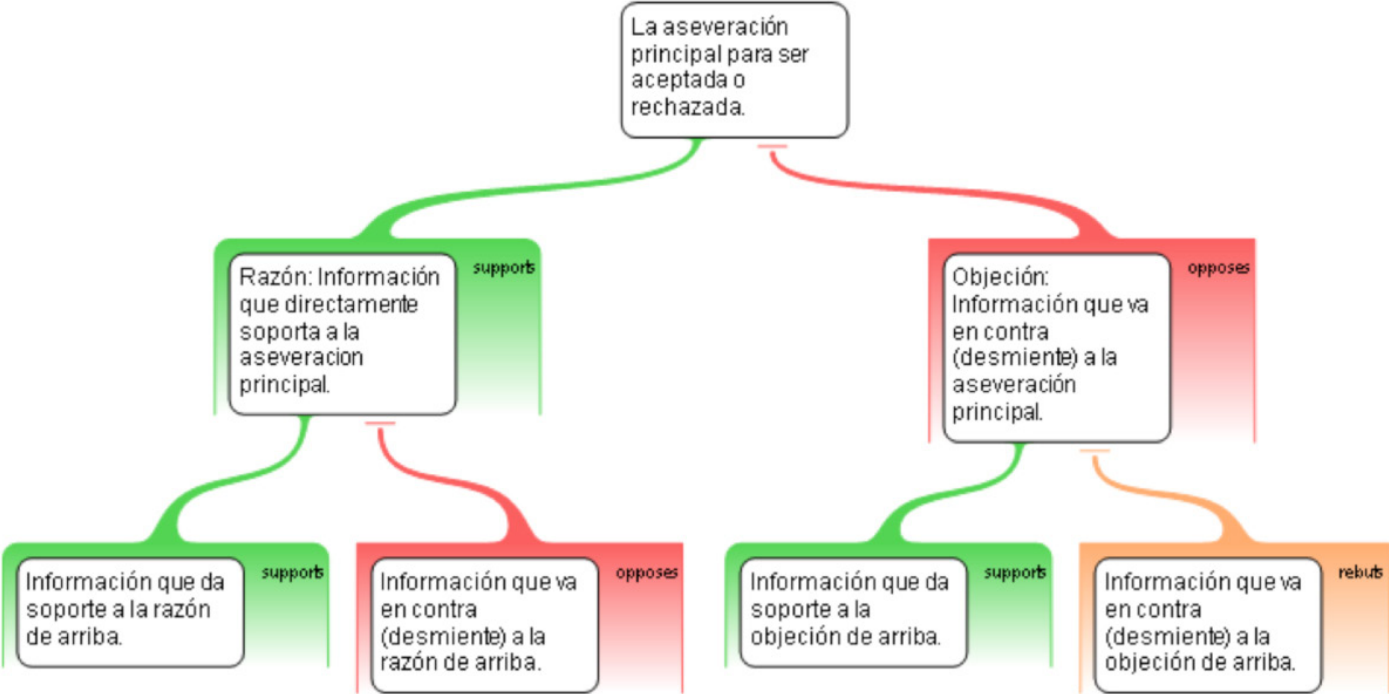 La aseveración
principal para ser
aceptada o
rechazada.
Razón: Información
que directamente
soporta a la
aseveracion
principal.
supports
Objeción:
Información que va
en contra
(desmiente) a la
aseveración
principal.
opposes
Información que da
soporte a la razón
de arriba.
supports
Información que va
en contra
(desmiente) a la
razón de arriba.
opposes
Información que da
soporte a la
objeción de arriba.
supports
Información que va
en contra
(desmiente) a la
objeción de arriba.
rebuts